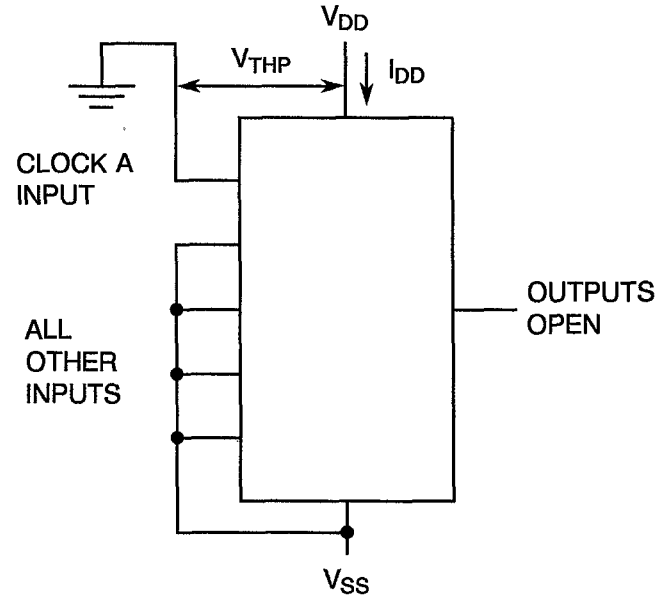 VDD
VTHP
IDD
CLOCK A
INPUT
OUTPUTS
OPEN
ALL
OTHER
INPUTS
VSS